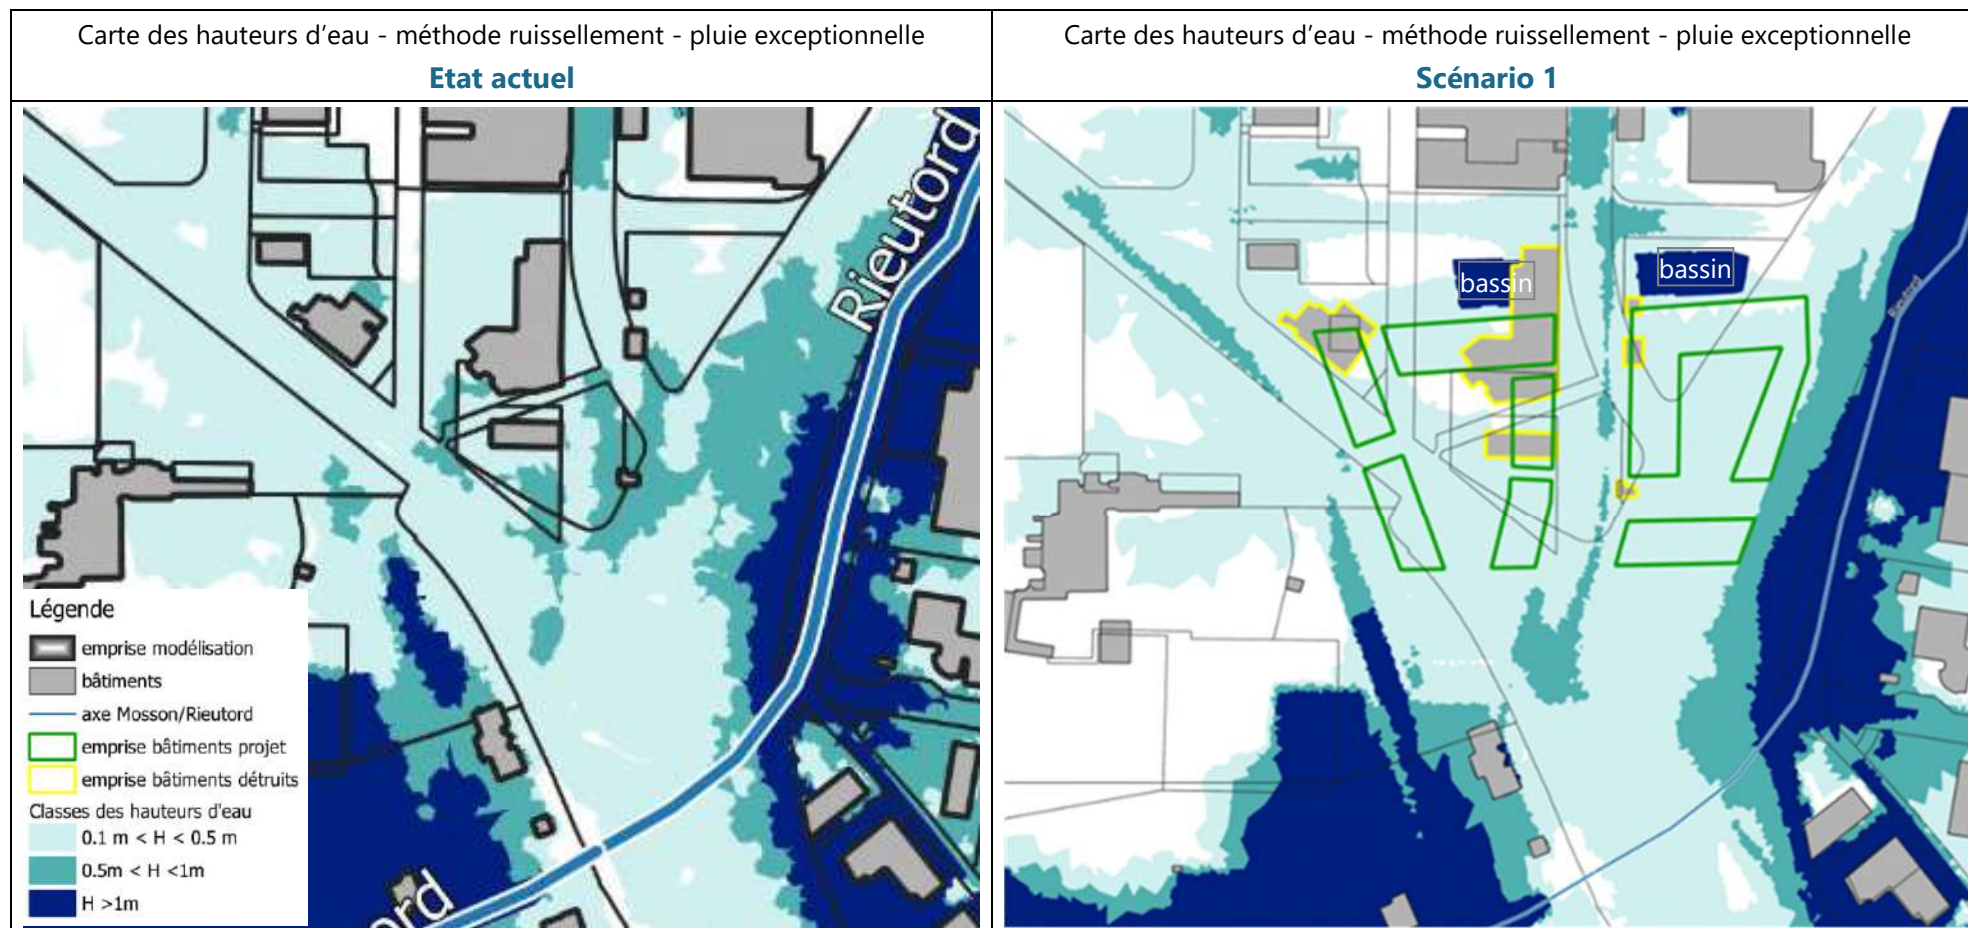 Carte des hauteurs d'eau - méthode ruissellement - pluie exceptionnelle
Etat actuel
Carte des hauteurs d'eau - méthode ruissellement - pluie exceptionnelle
Scénario 1
Rieutord
ord
Légende
emprise modélisation
bâtiments
axe Mosson/Rieutord
emprise bâtiments projet
emprise bâtiments détruits
Classes des hauteurs d'eau
0.1 m < H < 0.5 m
0.5m < H <1m
H >1m
bassin
bassin
Rieutord